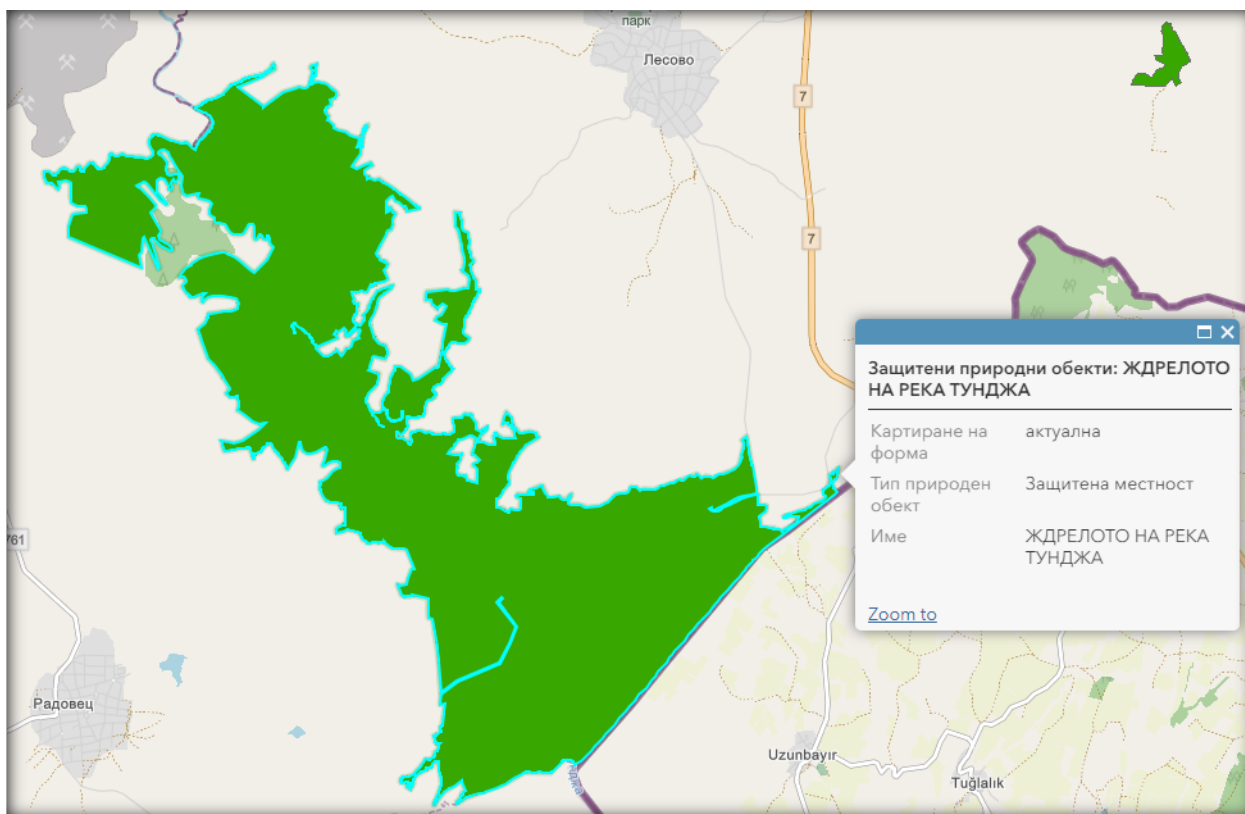 парк
Лесово
7
7
Защитени природни обекти: ЖДРЕЛОТО
НА РЕКА ТУНДЖА
Картиране на
форма
актуална
Тип природен
обект
Защитена местност
Име
ЖДРЕЛОТО НА РЕКА
ТУНДЖА
Zoom to
761
Радовец
Uzunbayır
Tuğlalık